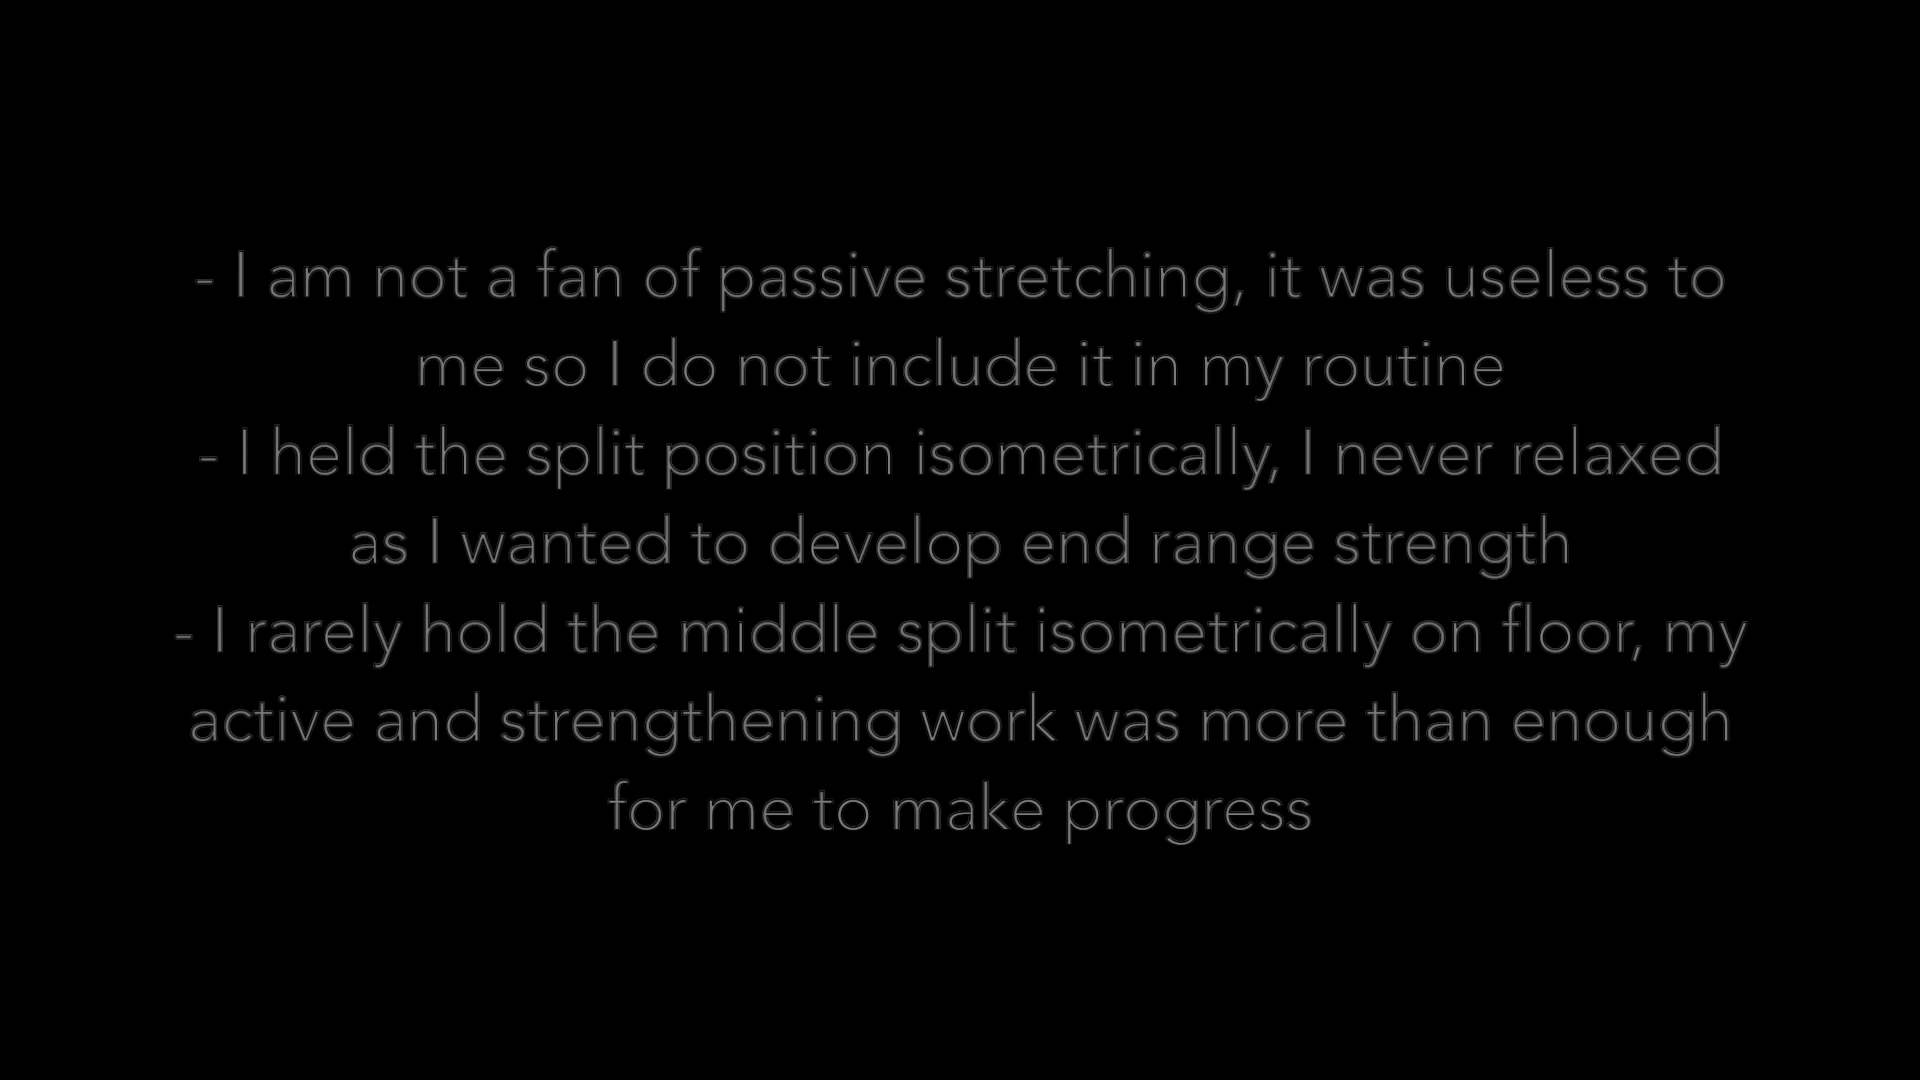 - I am not a fan of passive stretching, it was useless to
me so I do not include it in my routine
- I held the split position isometrically, I never relaxed
as I wanted to develop end range strength
- I rarely hold the middle split isometrically on floor, my
active and strengthening work was more than enough
for me to make progress